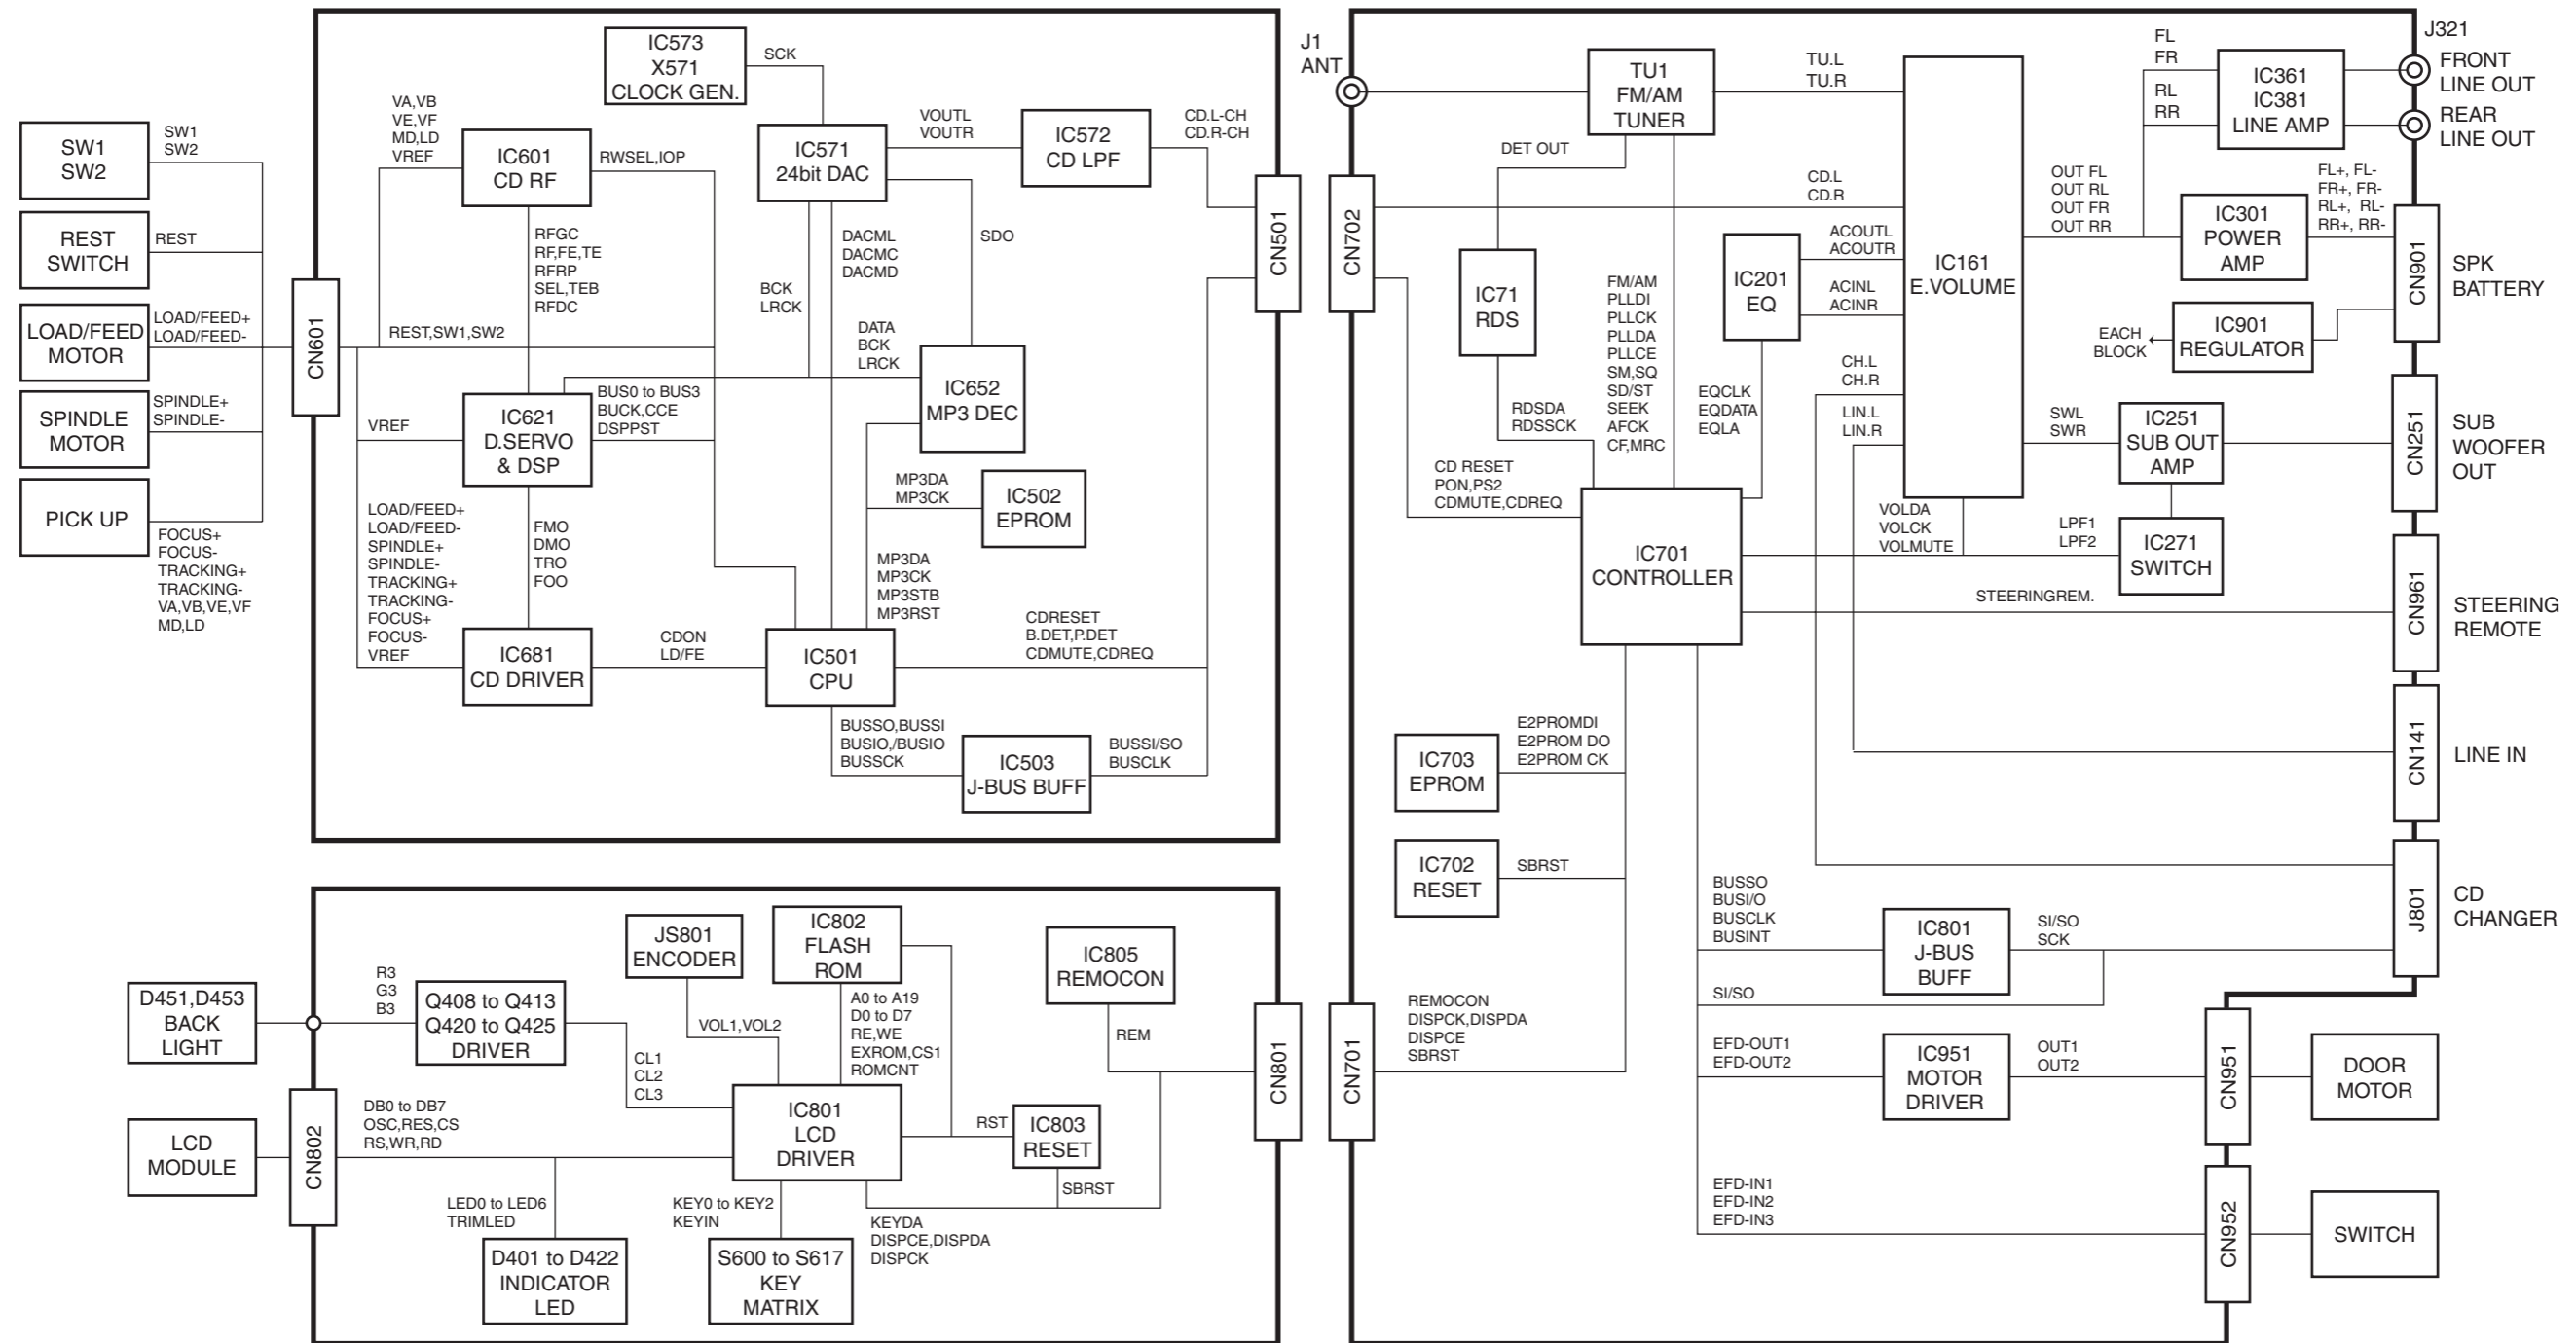 IC573
X571
CLOCK GEN.
SCK
VA,VB
VE,VF
MD,LD
VREF
SW1
SW2
SW1
SW2
IC601
CD RF
RWSEL,IOP
IC571
24bit DAC
VOUTL
VOUTR
IC572
CD LPF
CD.L-CH
CD.R-CH
CN501
REST
SWITCH
REST
RFGC
RF,FE,TE
RFRP
SEL,TEB
RFDC
DACML
DACMC
DACMD
SDO
BCK
LRCK
LOAD/FEED
MOTOR
LOAD/FEED+
LOAD/FEED-
CN601
REST,SW1,SW2
DATA
BCK
LRCK
IC652
MP3 DEC
SPINDLE
MOTOR
SPINDLE+
SPINDLE-
VREF
IC621
D.SERVO
& DSP
BUS0 to BUS3
BUCK,CCE
DSPPST
PICK UP
FOCUS+
FOCUS-
TRACKING+
TRACKING-
VA,VB,VE,VF
MD,LD
LOAD/FEED+
LOAD/FEED-
SPINDLE+
SPINDLE-
TRACKING+
TRACKING-
FOCUS+
FOCUS-
VREF
FMO
DMO
TRO
FOO
MP3DA
MP3CK
IC502
EPROM
MP3DA
MP3CK
MP3STB
MP3RST
IC681
CD DRIVER
CDON
LD/FE
IC501
CPU
CDRESET
B.DET,P.DET
CDMUTE,CDREQ
BUSSO,BUSSI
BUSIO,/BUSIO
BUSSCK
IC503
J-BUS BUFF
BUSSI/SO
BUSCLK
D451,D453
BACK
LIGHT
R3
G3
B3
Q408 to Q413
Q420 to Q425
DRIVER
CL1
CL2
CL3
JS801
ENCODER
VOL1,VOL2
IC802
FLASH
ROM
A0 to A19
D0 to D7
RE,WE
EXROM,CS1
ROMCNT
IC805
REMOCON
REM
CN801
LCD
MODULE
CN802
DB0 to DB7
OSC,RES,CS
RS,WR,RD
IC801
LCD
DRIVER
RST
IC803
RESET
SBRST
LED0 to LED6
TRIMLED
D401 to D422
INDICATOR
LED
KEY0 to KEY2
KEYIN
S600 to S617
KEY
MATRIX
KEYDA
DISPCE,DISPDA
DISPCK
J1
ANT
TU1
FM/AM
TUNER
TU.L
TU.R
FL
FR
RL
RR
IC361
IC381
LINE AMP
J321
FRONT
LINE OUT
REAR
LINE OUT
DET OUT
CN702
CD.L
CD.R
IC71
RDS
IC201
EQ
ACOUTL
ACOUTR
ACINL
ACINR
IC161
E.VOLUME
OUT FL
OUT RL
OUT FR
OUT RR
IC301
POWER
AMP
FL+, FL-
FR+, FR-
RL+, RL-
RR+, RR-
CN901
SPK
BATTERY
EACH
BLOCK
IC901
REGULATOR
FM/AM
PLLDI
PLLCK
PLLDA
PLLCE
SM,SQ
SD/ST
SEEK
AFCK
CF,MRC
RDSDA
RDSSCK
EQCLK
EQDATA
EQLA
CH.L
CH.R
LIN.L
LIN.R
SWL
SWR
IC251
SUB OUT
AMP
CN251
SUB
WOOFER
OUT
CD RESET
PON,PS2
CDMUTE,CDREQ
IC701
CONTROLLER
VOLDA
VOLCK
VOLMUTE
LPF1
LPF2
IC271
SWITCH
STEERINGREM.
CN961
STEERING
REMOTE
IC703
EPROM
E2PROMDI
E2PROM DO
E2PROM CK
CN141
LINE IN
IC702
RESET
SBRST
BUSSO
BUSI/O
BUSCLK
BUSINT
IC801
J-BUS
BUFF
SI/SO
SCK
J801
CD
CHANGER
SI/SO
CN701
REMOCON
DISPCK,DISPDA
DISPCE
SBRST
EFD-OUT1
EFD-OUT2
IC951
MOTOR
DRIVER
OUT1
OUT2
CN951
DOOR
MOTOR
EFD-IN1
EFD-IN2
EFD-IN3
CN952
SWITCH